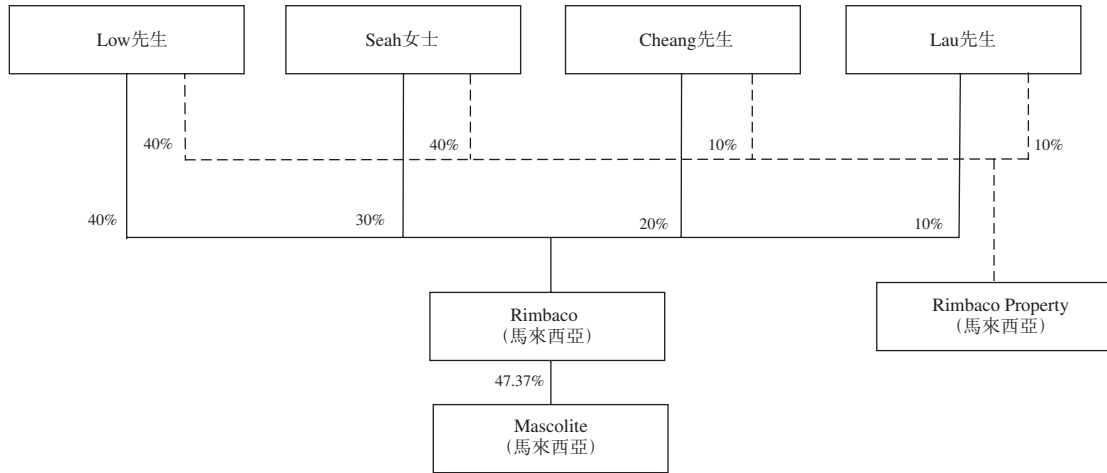 Low先生
Seah女士
Cheang先生
Lau先生
40%
40%
10%
10%
40%
30%
20%
10%
Rimbaco
(馬來西亞)
Rimbaco Property
(馬來西亞)
47.37%
Mascolite
(馬來西亞)